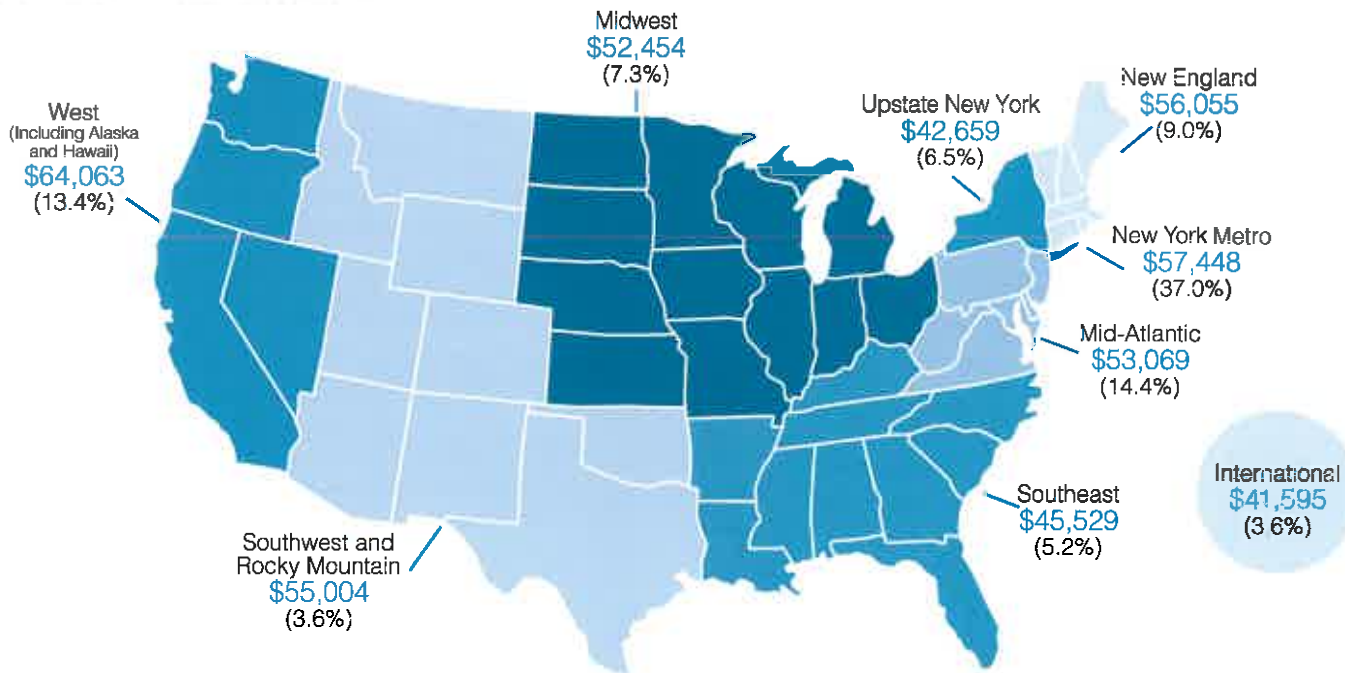 Midwest
$52,454
(7.3%)
New England
$56,055
(9.0%)
Upstate New York
$42,659
(6.5%)
West
(Including Alaska
and Hawaii)
$64,063
(13.4%)
New York Metro
$57,448
(37.0%)
Mid-Atlantic
$53,069
(14.4%)
International
$41,595
(3.6%)
Southeast
$45,529
(5.2%)
Southwest and
Rocky Mountain
$55,004
(3.6%)